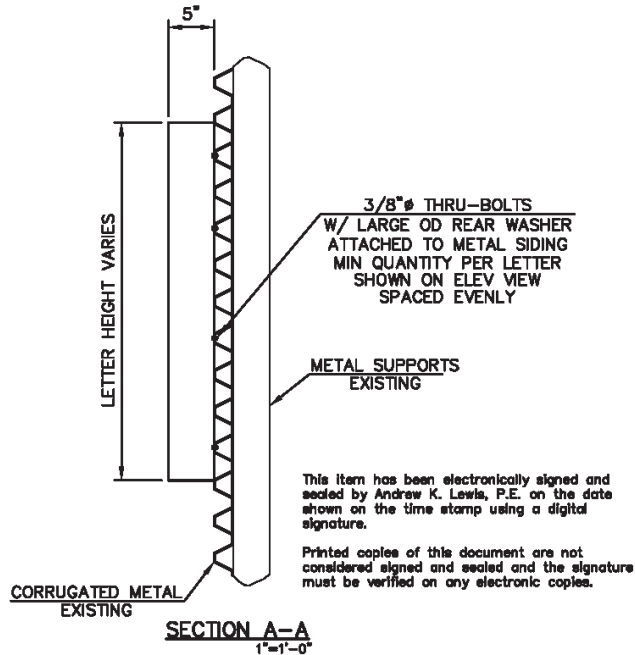 5"
LETTER HEIGHT VARIES
3/8"ø THRU-BOLTS
W/ LARGE OD REAR WASHER
ATTACHED TO METAL SIDING
MIN QUANTITY PER LETTER
SHOWN ON ELEV VIEW
SPACED EVENLY
METAL SUPPORTS
EXISTING
This item has been electronically signed and
sealed by Andrew K. Lewis, P.E. on the date
shown on the time stamp using a digital
signature.
Printed copies of this document are not
considered signed and sealed and the signature
must be verified on any electronic copies.
CORRUGATED METAL
EXISTING
SECTION A-A
1"=1'-0"